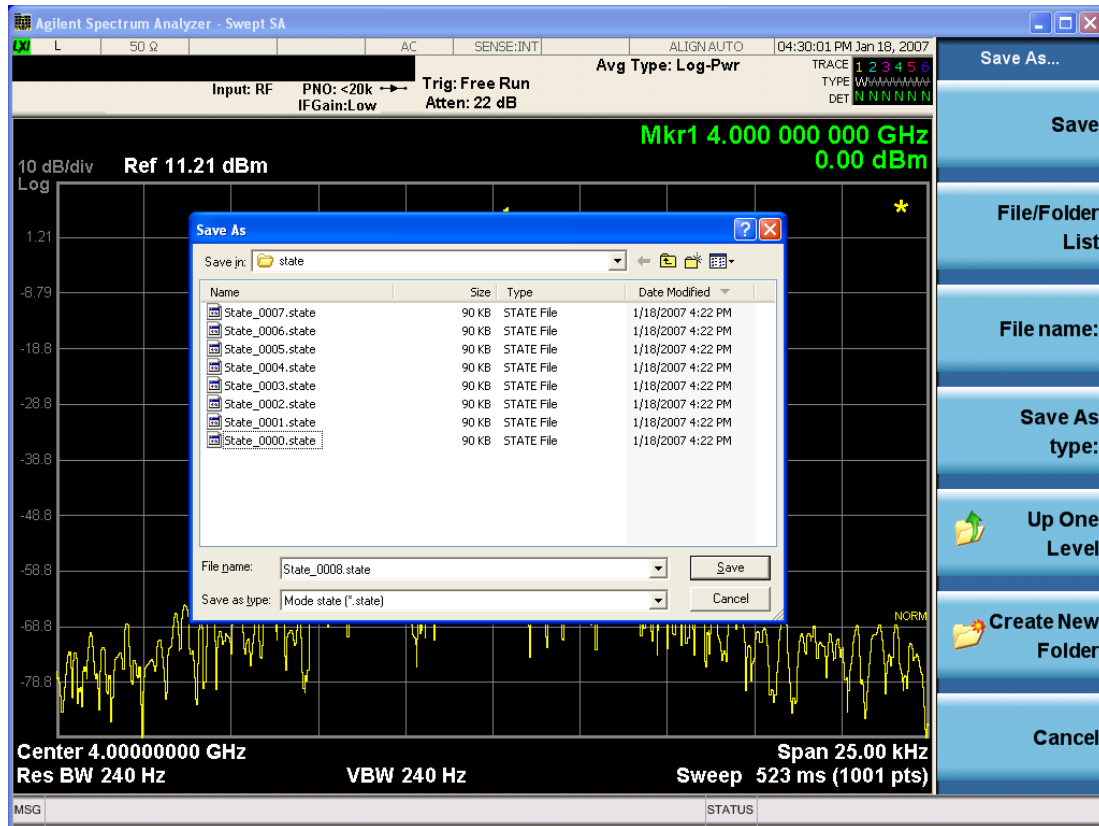 Agilent Spectrum Analyzer - Swept SA
LXI L 50 Ω AC SENSE:INT ALIGN AUTO 04:30:01 PM Jan 18, 2007
Input: RF PNO: <20k Trig: Free Run Avg Type: Log-Pwr TRACE 1 2 3 4 5 6
IFGain:Low Atten: 22 dB TYPE
DET N N N N N N
Mkr1 4.000 000 000 GHz
0.00 dBm
10 dB/div Ref 11.21 dBm
Log
1.21
-8.79
-18.8
-28.8
-38.8
-48.8
-58.8
-68.8
-78.8
Save As
Save in: state
Name Size Type Date Modified
State_0007.state 90 KB STATE File 1/18/2007 4:22 PM
State_0006.state 90 KB STATE File 1/18/2007 4:22 PM
State_0005.state 90 KB STATE File 1/18/2007 4:22 PM
State_0004.state 90 KB STATE File 1/18/2007 4:22 PM
State_0003.state 90 KB STATE File 1/18/2007 4:22 PM
State_0002.state 90 KB STATE File 1/18/2007 4:22 PM
State_0001.state 90 KB STATE File 1/18/2007 4:22 PM
State_0000.state 90 KB STATE File 1/18/2007 4:22 PM
File name: State_0008.state Save
Save as type: Mode state (*.state) Cancel
NORM
Center 4.00000000 GHz Span 25.00 kHz
Res BW 240 Hz VBW 240 Hz Sweep 523 ms (1001 pts)
MSG STATUS
Save As...
Save
File/Folder
List
File name:
Save As
type:
Up One
Level
Create New
Folder
Cancel